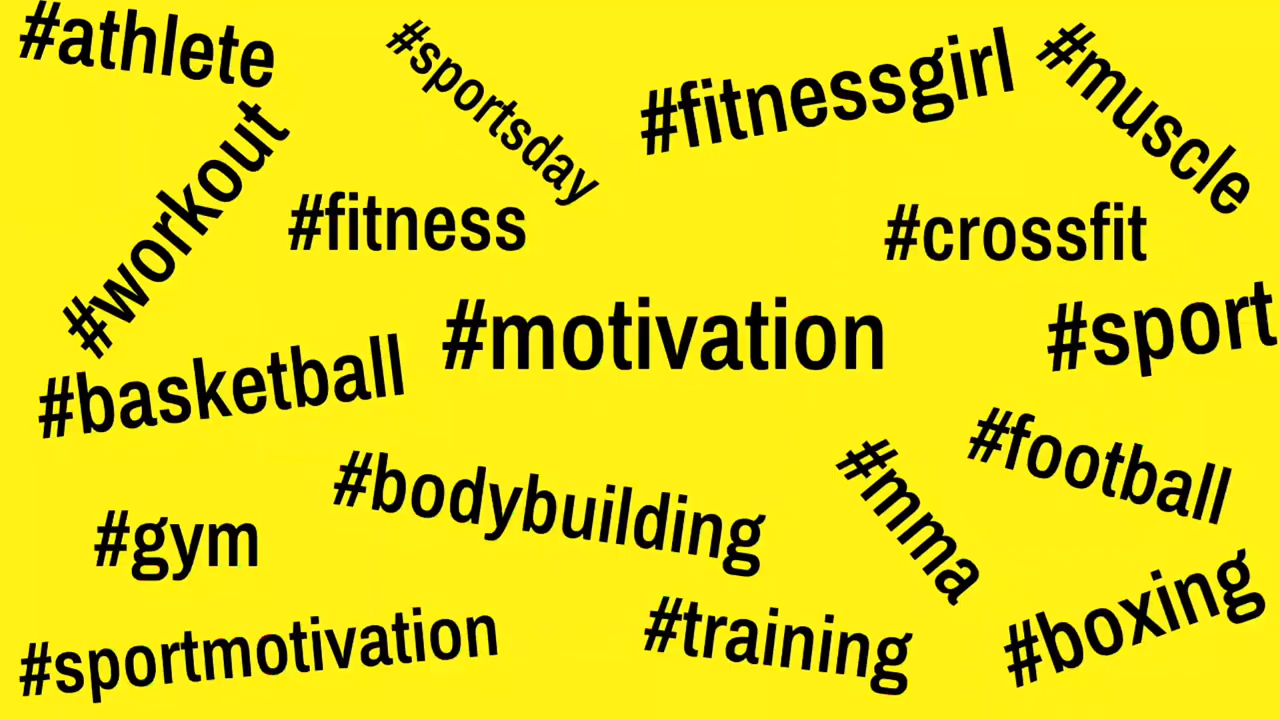 #athlete
#sportsday
#fitnessgirl
#muscle
#workout
#fitness
#crossfit
#motivation
#sport
#basketball
#football
#bodybuilding
#mma
#gym
#boxing
#sportmotivation
#training